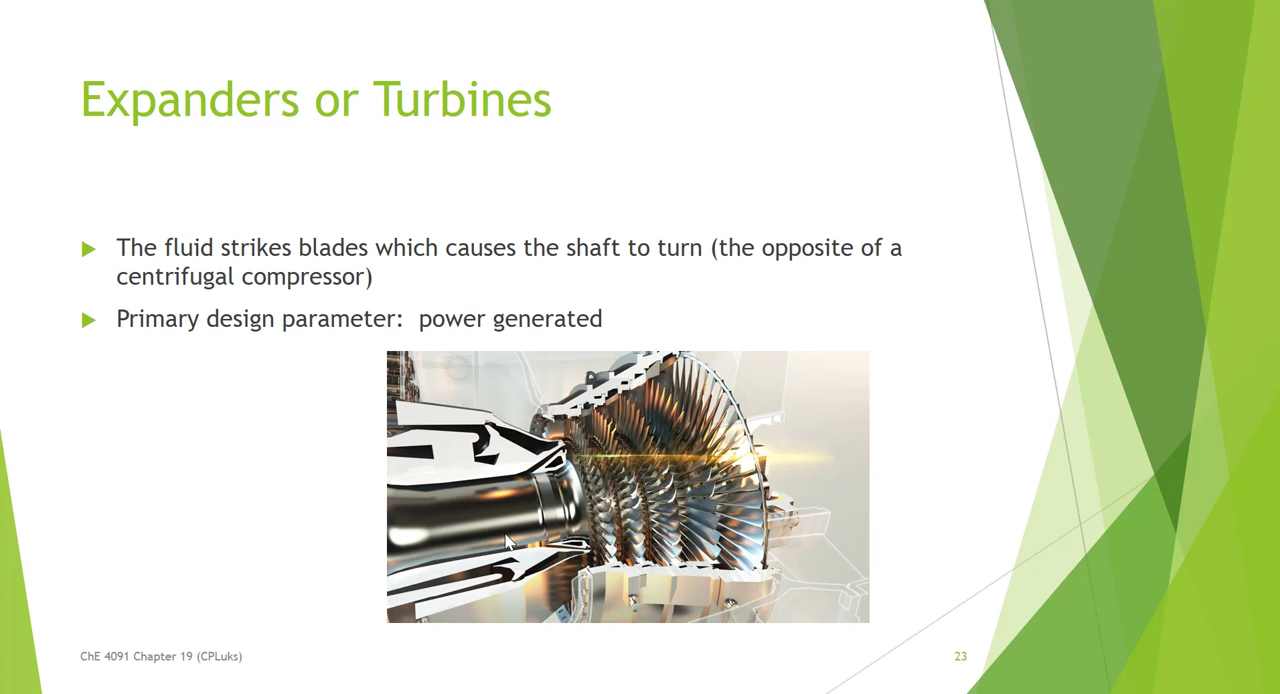 Expanders or Turbines
The fluid strikes blades which causes the shaft to turn (the opposite of a
centrifugal compressor)
Primary design parameter:  power generated
ChE 4091 Chapter 19 (CPLuks)
23